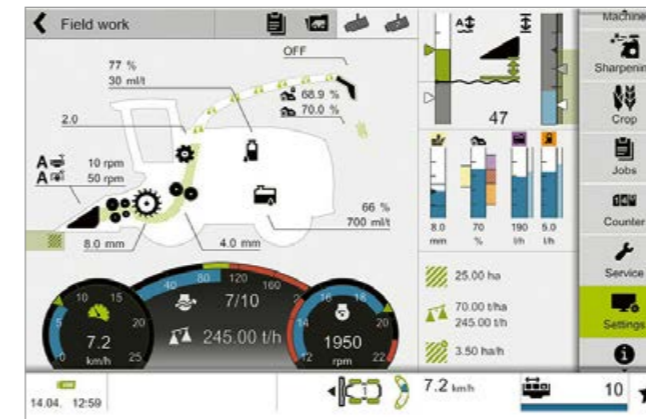 Field work
Machine
OFF
77 %
30 ml/t
68.9 %
70.0 %
Sharpening
2.0
47
Crop
A 10 rpm
A 50 rpm
Jobs
66 %
700 ml/t
8.0 mm
4.0 mm
8.0 70 190 5.0
mm % l/h l/h
Counter
Service
25.00 ha
70.00 t/ha
245.00 t/h
3.50 ha/h
Settings
5 10 15 20 25
7.2
km/h
40 80 120 160
7/10
245.00 t/h
12 16 18 20 22
1950
rpm
14.04. 12:59
7.2 km/h
10